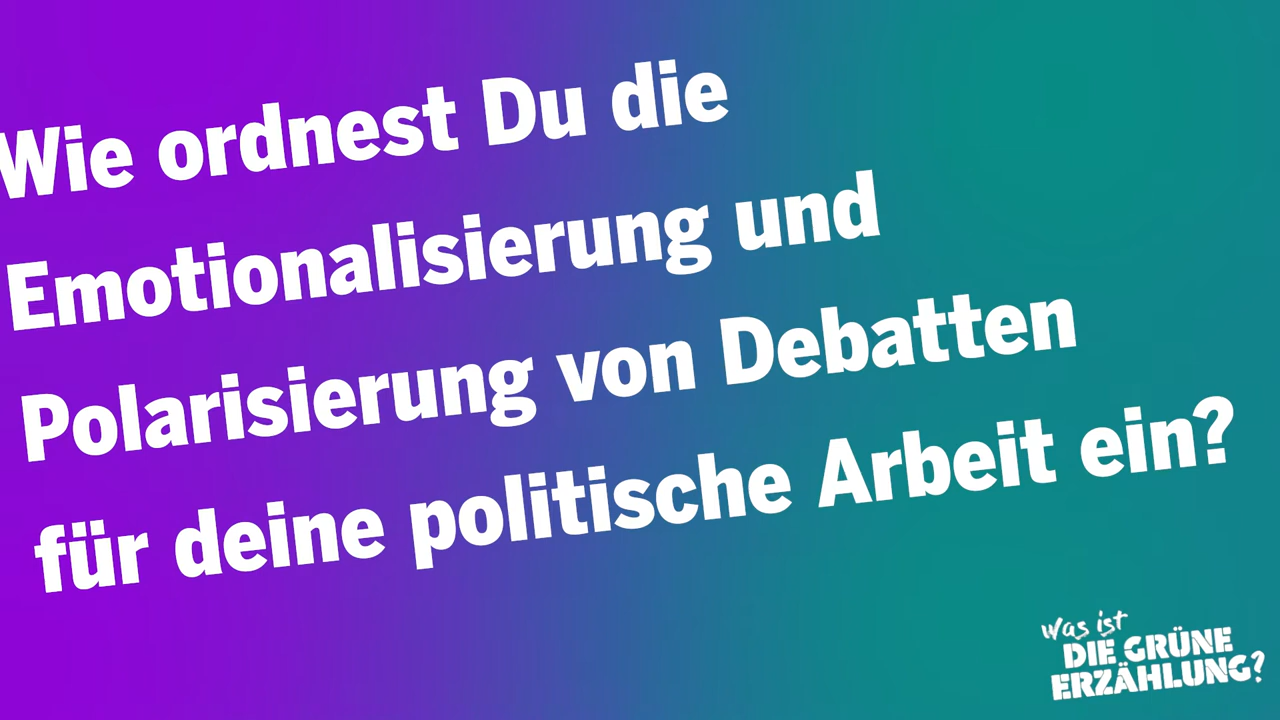 Wie ordnest Du die
Emotionalisierung und
Polarisierung von Debatten
für deine politische Arbeit ein?
Was ist
DIE GRÜNE
ERZÄHLUNG?